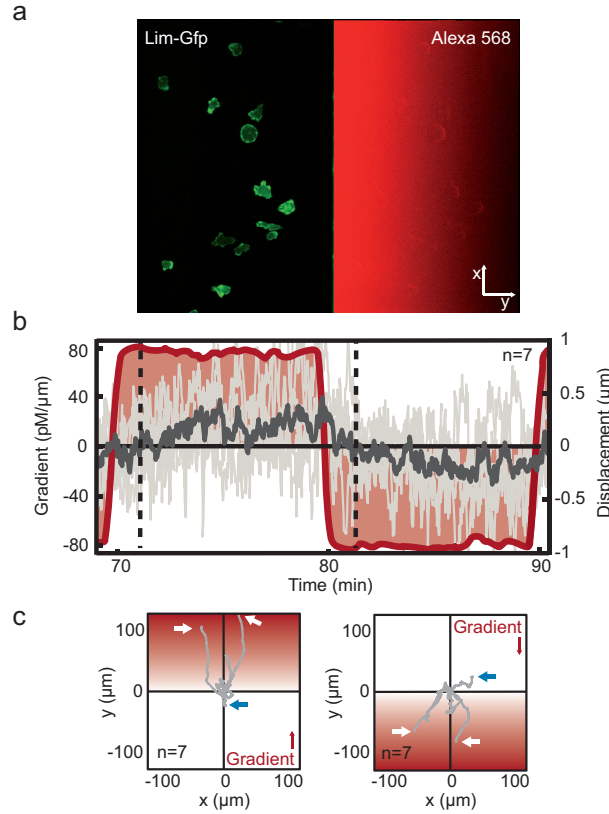 a
Lim-Gfp
Alexa 568
x
y
b
80
40
0
-40
-80
Gradient (pM/µm)
n=7
1
0.5
0
-0.5
-1
Displacement (µm)
70
80
90
Time (min)
c
100
0
-100
y (µm)
n=7
Gradient
-100
0
100
x (µm)
100
0
-100
y (µm)
Gradient
n=7
-100
0
100
x (µm)